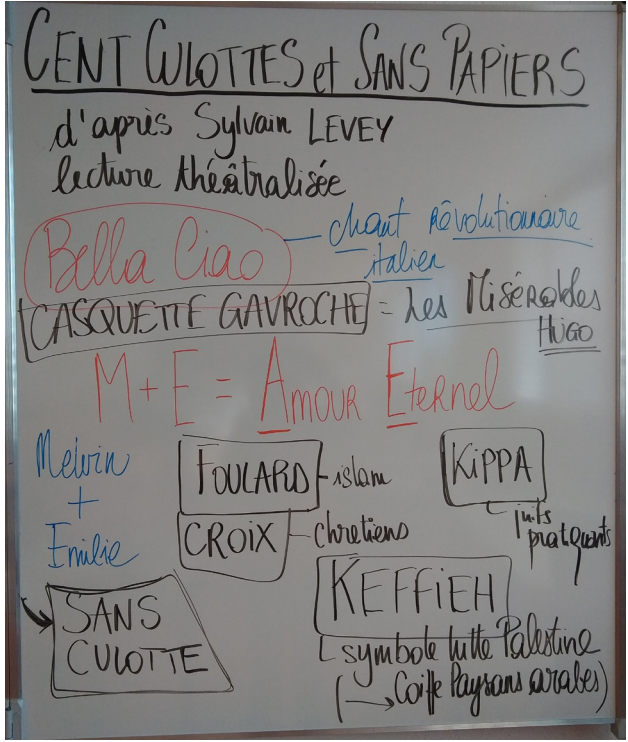 CENT CULOTTES et SANS PAPIERS
d'après Sylvain LEVEY
lecture théâtralisée
Bella Ciao — chant Révolutionnaire
italien
CASQUETTE GAVROCHE = Les Misérables
HUGO
M + E = Amour Eternel
Melvin
+
Emilie
FOULARD - islam
CROIX - chretiens
KIPPA
juifs
pratiquants
SANS
CULOTTE
KEFFIEH
symbole lutte Palestine
(→ Coiffe Paysans arabes)